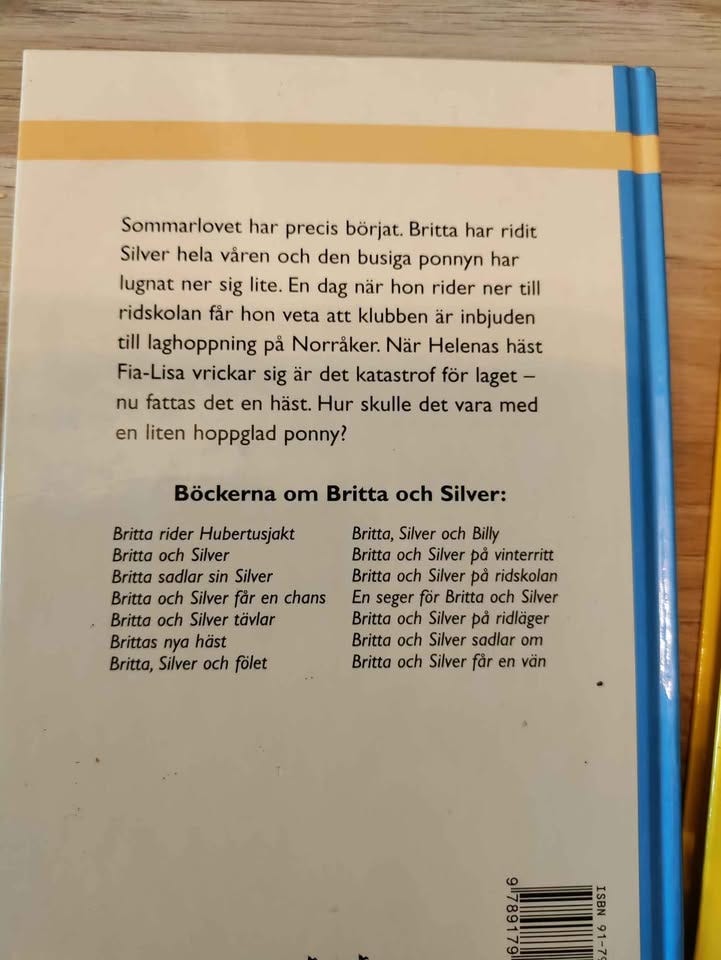 Sommarlovet har precis börjat. Britta har ridit
Silver hela våren och den busiga ponnyn har
lugnat ner sig lite. En dag när hon rider ner till
ridskolan får hon veta att klubben är inbjuden
till laghoppning på Norråker. När Helenas häst
Fia-Lisa vrickar sig är det katastrof för laget –
nu fattas det en häst. Hur skulle det vara med
en liten hoppglad ponny?
Böckerna om Britta och Silver:
Britta rider Hubertusjakt
Britta och Silver
Britta sadlar sin Silver
Britta och Silver får en chans
Britta och Silver tävlar
Brittas nya häst
Britta, Silver och fölet
Britta, Silver och Billy
Britta och Silver på vinterritt
Britta och Silver på ridskolan
En seger för Britta och Silver
Britta och Silver på ridläger
Britta och Silver sadlar om
Britta och Silver får en vän
ISBN 91-79
9 789179